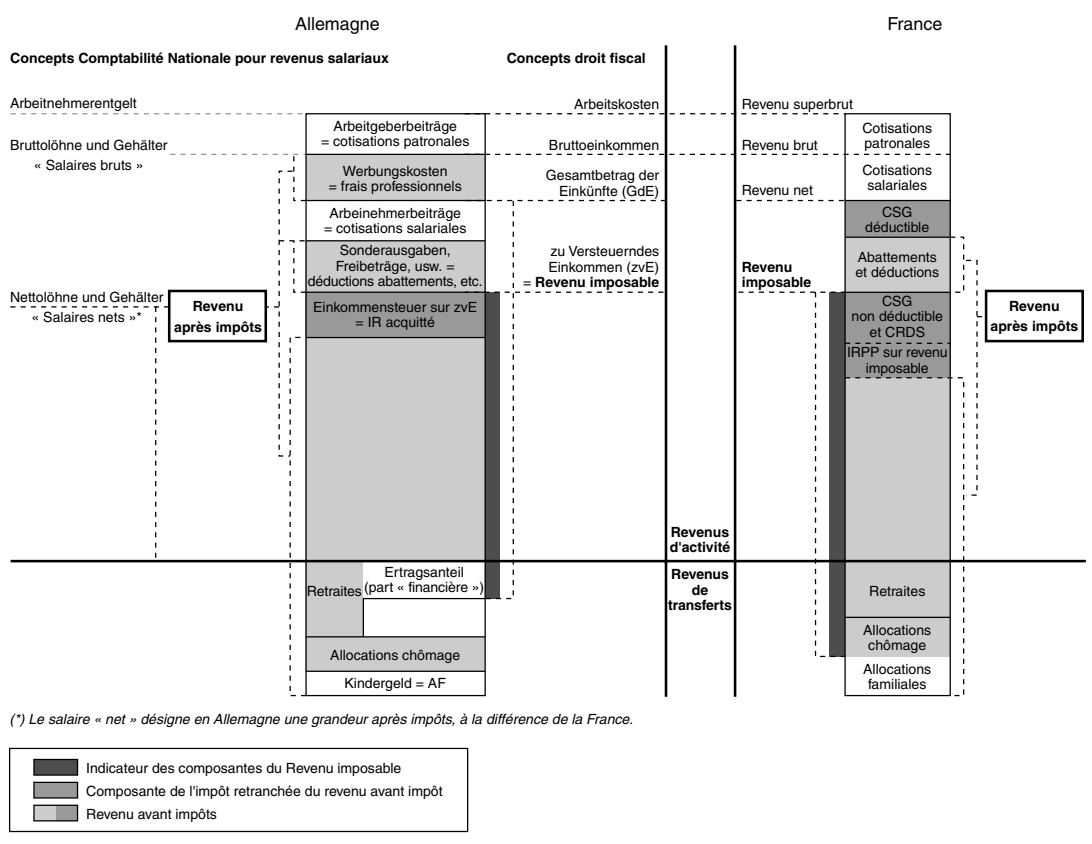 Allemagne
France
Concepts Comptabilité Nationale pour revenus salariaux
Concepts droit fiscal
Arbeitnehmerentgelt
Arbeitskosten
Revenu superbrut
Arbeitgeberbeiträge
= cotisations patronales
Cotisations
patronales
Bruttolöhne und Gehälter
« Salaires bruts »
Bruttoeinkommen
Revenu brut
Werbungskosten
= frais professionnels
Gesamtbetrag der
Einkünfte (GdE)
Revenu net
Cotisations
salariales
Arbeinehmerbeiträge
= cotisations salariales
CSG
déductible
Sonderausgaben,
Freibeträge, usw. =
déductions abattements, etc.
zu Versteuerndes
Einkommen (zvE)
= Revenu imposable
Revenu
imposable
Abattements
et déductions
Nettolöhne und Gehälter
« Salaires nets »*
Revenu
après impôts
Einkommensteuer sur zvE
= IR acquitté
CSG
non déductible
et CRDS
Revenu
après impôts
IRPP sur revenu
imposable
Revenus
d'activité
Revenus
de
transferts
Retraites
Ertragsanteil
(part « financière »)
Retraites
Allocations chômage
Allocations
chômage
Kindergeld = AF
Allocations
familiales
(*) Le salaire « net » désigne en Allemagne une grandeur après impôts, à la différence de la France.
Indicateur des composantes du Revenu imposable
Composante de l'impôt retranchée du revenu avant impôt
Revenu avant impôts